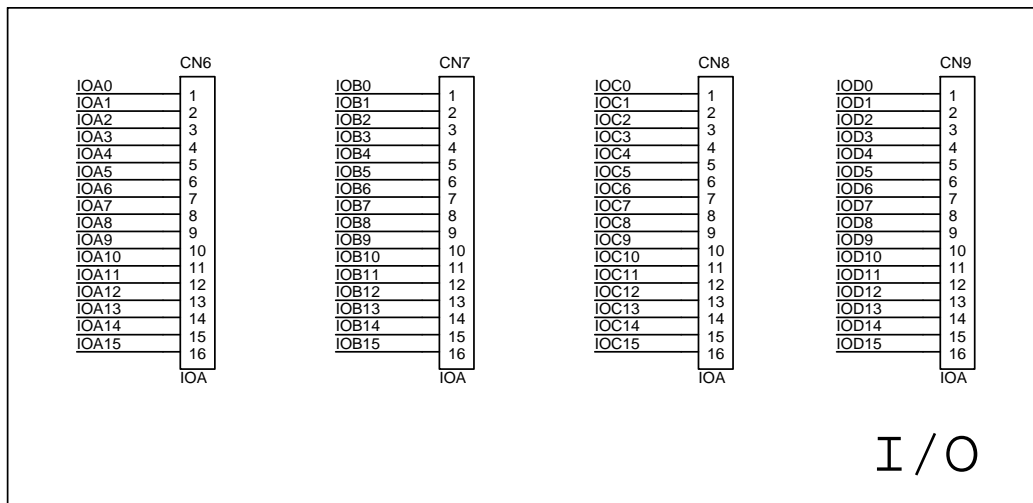 CN6
IOA0 1
IOA1 2
IOA2 3
IOA3 4
IOA4 5
IOA5 6
IOA6 7
IOA7 8
IOA8 9
IOA9 10
IOA10 11
IOA11 12
IOA12 13
IOA13 14
IOA14 15
IOA15 16
IOA
CN7
IOB0 1
IOB1 2
IOB2 3
IOB3 4
IOB4 5
IOB5 6
IOB6 7
IOB7 8
IOB8 9
IOB9 10
IOB10 11
IOB11 12
IOB12 13
IOB13 14
IOB14 15
IOB15 16
IOA
CN8
IOC0 1
IOC1 2
IOC2 3
IOC3 4
IOC4 5
IOC5 6
IOC6 7
IOC7 8
IOC8 9
IOC9 10
IOC10 11
IOC11 12
IOC12 13
IOC13 14
IOC14 15
IOC15 16
IOA
CN9
IOD0 1
IOD1 2
IOD2 3
IOD3 4
IOD4 5
IOD5 6
IOD6 7
IOD7 8
IOD8 9
IOD9 10
IOD10 11
IOD11 12
IOD12 13
IOD13 14
IOD14 15
IOD15 16
IOA
I/O